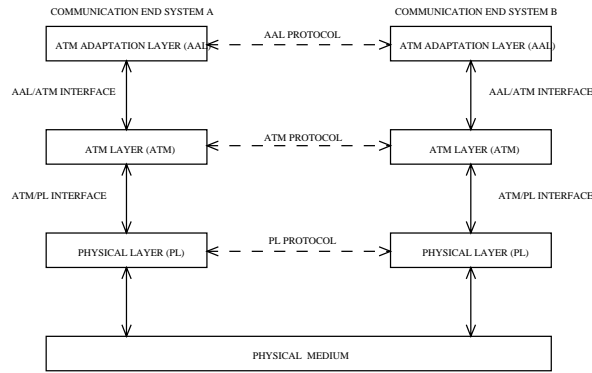 COMMUNICATION END SYSTEM A
COMMUNICATION END SYSTEM B
ATM ADAPTATION LAYER (AAL)
AAL PROTOCOL
ATM ADAPTATION LAYER (AAL)
AAL/ATM INTERFACE
AAL/ATM INTERFACE
ATM LAYER (ATM)
ATM PROTOCOL
ATM LAYER (ATM)
ATM/PL INTERFACE
ATM/PL INTERFACE
PHYSICAL LAYER (PL)
PL PROTOCOL
PHYSICAL LAYER (PL)
PHYSICAL MEDIUM